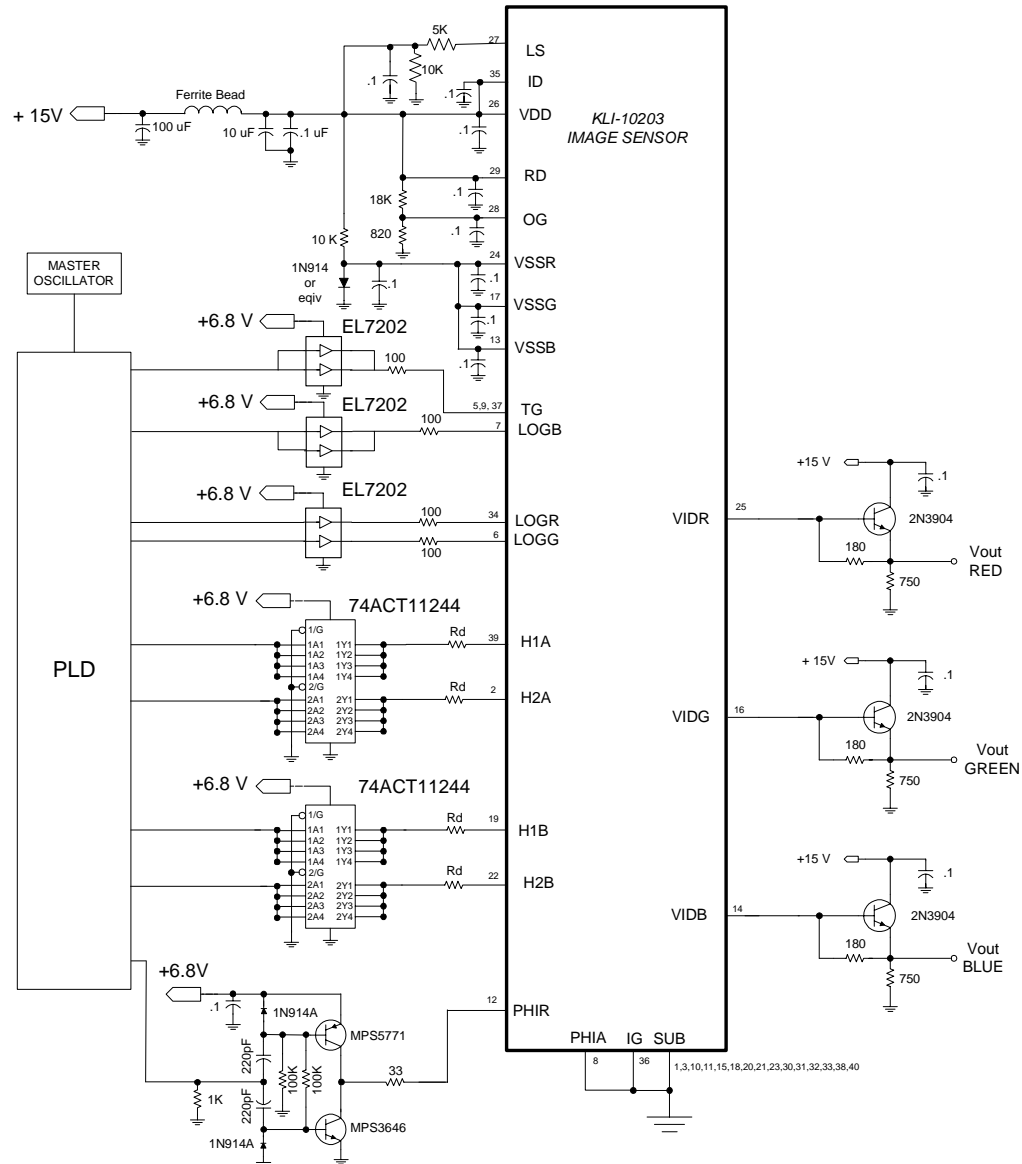 5K
27
LS
.1
10K
35
ID
Ferrite Bead
.1
26
VDD
+ 15V
100 uF
10 uF
.1 uF
.1
KLI-10203
IMAGE SENSOR
29
RD
18K
.1
28
OG
10 K
820
.1
MASTER
OSCILLATOR
24
VSSR
1N914
or
eqiv
.1
.1
17
VSSG
.1
13
VSSB
.1
+6.8 V
EL7202
100
5,9, 37
TG
+6.8 V
EL7202
100
7
LOGB
+6.8 V
EL7202
100
34
LOGR
6
LOGG
100
+15 V
.1
VIDR
25
2N3904
180
Vout
RED
750
+6.8 V
74ACT11244
1/G
1A1
1Y1
1A2
1Y2
1A3
1Y3
1A4
1Y4
2/G
2A1
2Y1
2A2
2Y2
2A3
2Y3
2A4
2Y4
Rd
39
H1A
Rd
2
H2A
PLD
+ 15V
.1
VIDG
16
2N3904
180
Vout
GREEN
750
+6.8 V
74ACT11244
1/G
1A1
1Y1
1A2
1Y2
1A3
1Y3
1A4
1Y4
2/G
2A1
2Y1
2A2
2Y2
2A3
2Y3
2A4
2Y4
Rd
19
H1B
Rd
22
H2B
+15 V
.1
VIDB
14
2N3904
180
Vout
BLUE
750
+6.8V
.1
1N914A
MPS5771
12
PHIR
220pF
100K
100K
33
1K
220pF
MPS3646
1N914A
PHIA
IG
SUB
8
36
1,3,10,11,15,18,20,21,23,30,31,32,33,38,40